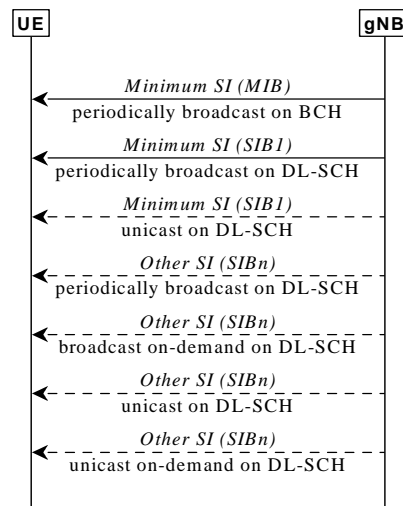 UE
gNB
Minimum SI (MIB)
periodically broadcast on BCH
Minimum SI (SIB1)
periodically broadcast on DL-SCH
Minimum SI (SIB1)
unicast on DL-SCH
Other SI (SIBn)
periodically broadcast on DL-SCH
Other SI (SIBn)
broadcast on-demand on DL-SCH
Other SI (SIBn)
unicast on DL-SCH
Other SI (SIBn)
unicast on-demand on DL-SCH